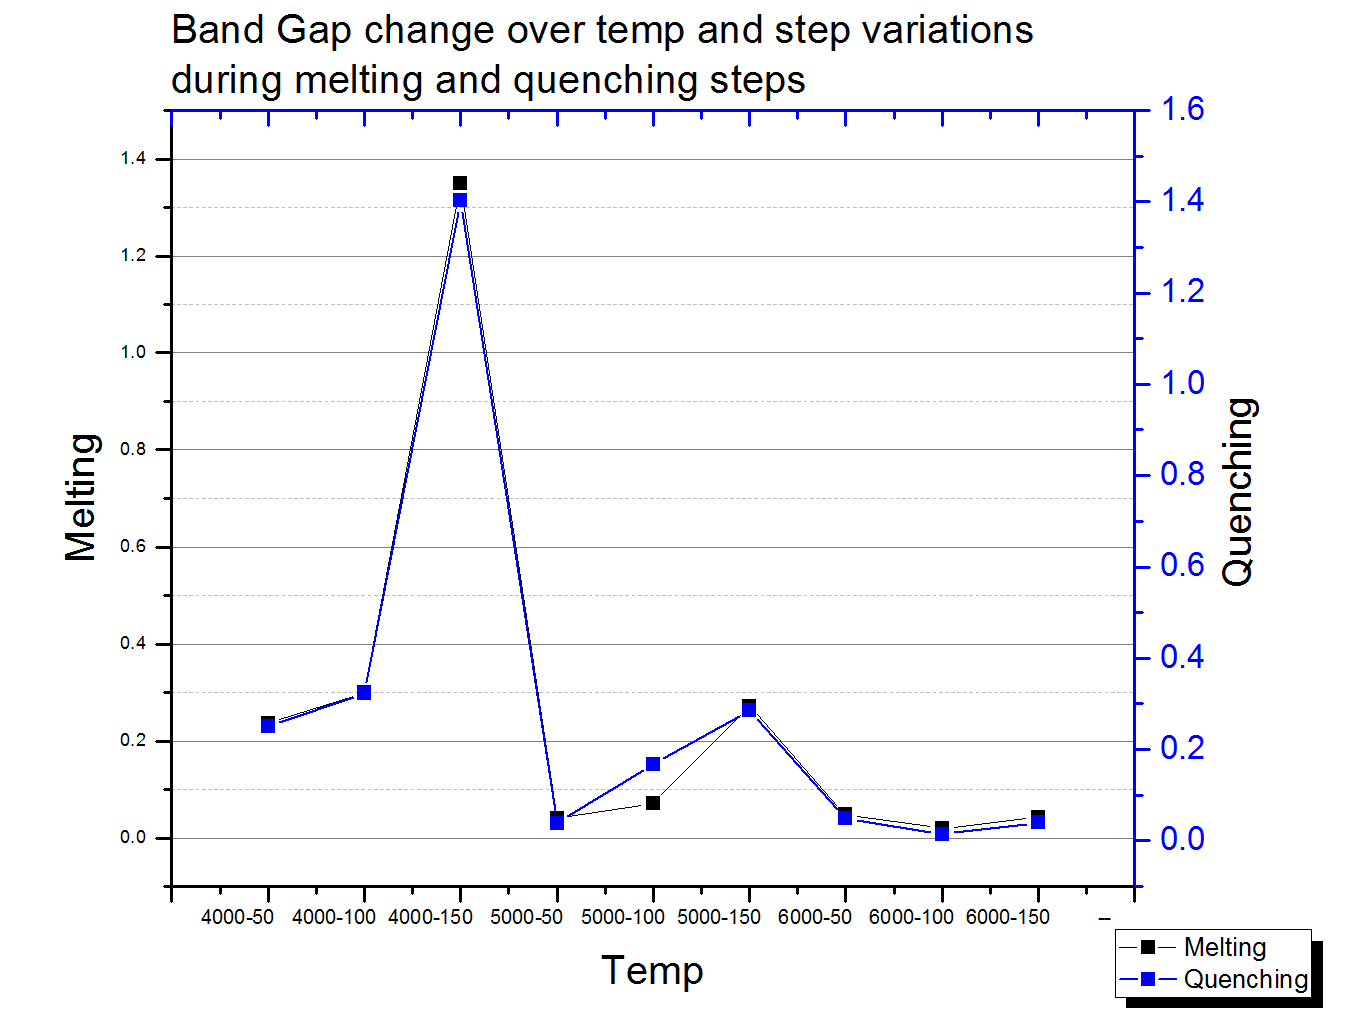 Band Gap change over temp and step variations
during melting and quenching steps
1.6
1.4
1.4
1.2
1.2
1.0
1.0
0.8
0.8
0.6
0.6
0.4
0.4
0.2
0.2
0.0
0.0
Melting
Quenching
4000-50 4000-100 4000-150 5000-50 5000-100 5000-150 6000-50 6000-100 6000-150 –
Temp
Melting
Quenching